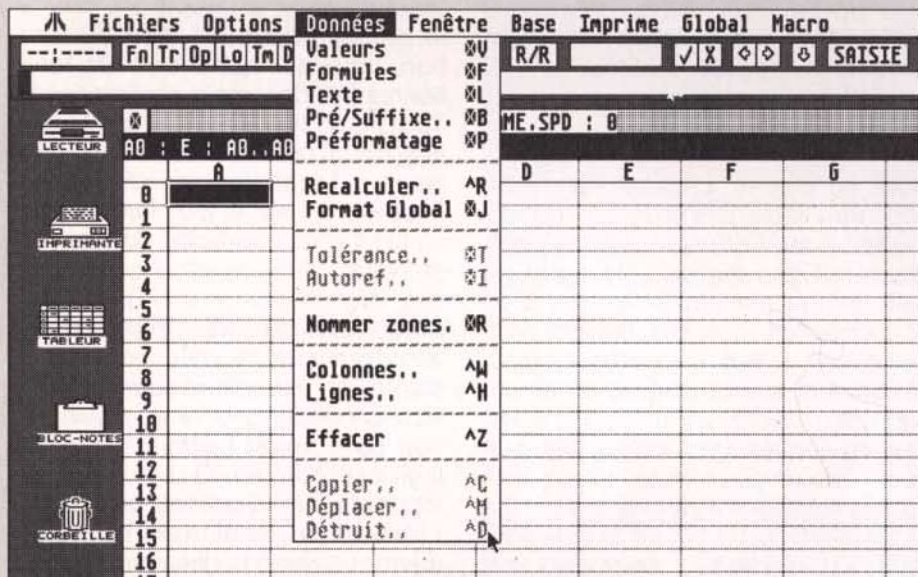 Fichiers Options Données Fenêtre Base Imprime Global Macro
--:---- Fn Tr Op Lo Tm D R/R √ X SAISIE
ME.SPD : 0
A0 : E : A0..A0
A D E F G
0
1
2
3
4
5
6
7
8
9
10
11
12
13
14
15
16
LECTEUR
IMPRIMANTE
TABLEUR
BLOC-NOTES
CORBEILLE
Valeurs ⌧V
Formules ⌧F
Texte ⌧L
Pré/Suffixe.. ⌧B
Préformatage ⌧P
Recalculer.. ^R
Format Global ⌧J
Tolérance.. ⌧T
Autoref.. ⌧I
Nommer zones. ⌧R
Colonnes.. ^W
Lignes.. ^H
Effacer ^Z
Copier.. ^C
Déplacer.. ^M
Détruit.. ^D